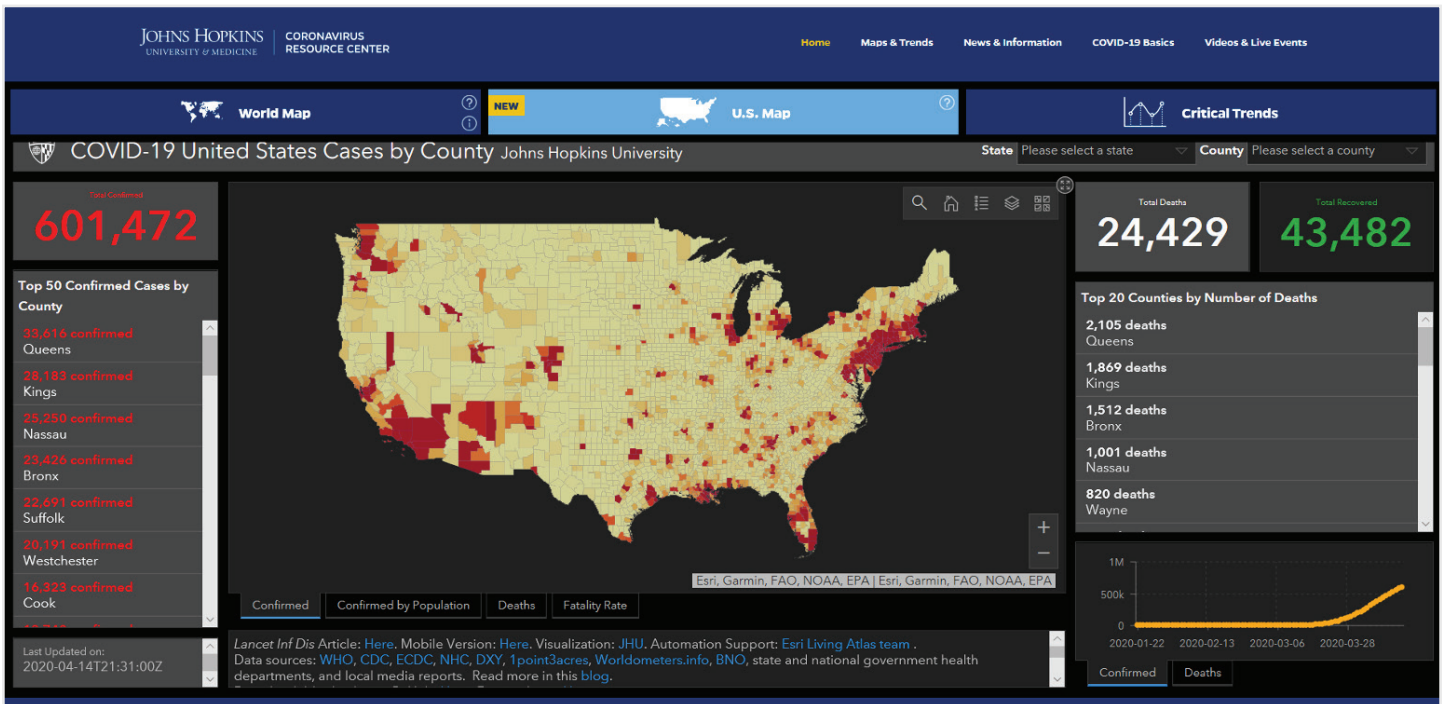 JOHNS HOPKINS
UNIVERSITY & MEDICINE
CORONAVIRUS
RESOURCE CENTER
Home
Maps & Trends
News & Information
COVID-19 Basics
Videos & Live Events
World Map
NEW
U.S. Map
Critical Trends
COVID-19 United States Cases by County Johns Hopkins University
State Please select a state
County Please select a county
Total Confirmed
601,472
Top 50 Confirmed Cases by
County
33,616 confirmed
Queens
28,183 confirmed
Kings
25,250 confirmed
Nassau
23,426 confirmed
Bronx
22,691 confirmed
Suffolk
20,191 confirmed
Westchester
16,323 confirmed
Cook
Last Updated on:
2020-04-14T21:31:00Z
Esri, Garmin, FAO, NOAA, EPA | Esri, Garmin, FAO, NOAA, EPA
Confirmed
Confirmed by Population
Deaths
Fatality Rate
Lancet Inf Dis Article: Here. Mobile Version: Here. Visualization: JHU. Automation Support: Esri Living Atlas team .
Data sources: WHO, CDC, ECDC, NHC, DXY, 1point3acres, Worldometers.info, BNO, state and national government health
departments, and local media reports. Read more in this blog.
Total Deaths
24,429
Total Recovered
43,482
Top 20 Counties by Number of Deaths
2,105 deaths
Queens
1,869 deaths
Kings
1,512 deaths
Bronx
1,001 deaths
Nassau
820 deaths
Wayne
1M
500k
0
2020-01-22
2020-02-13
2020-03-06
2020-03-28
Confirmed
Deaths